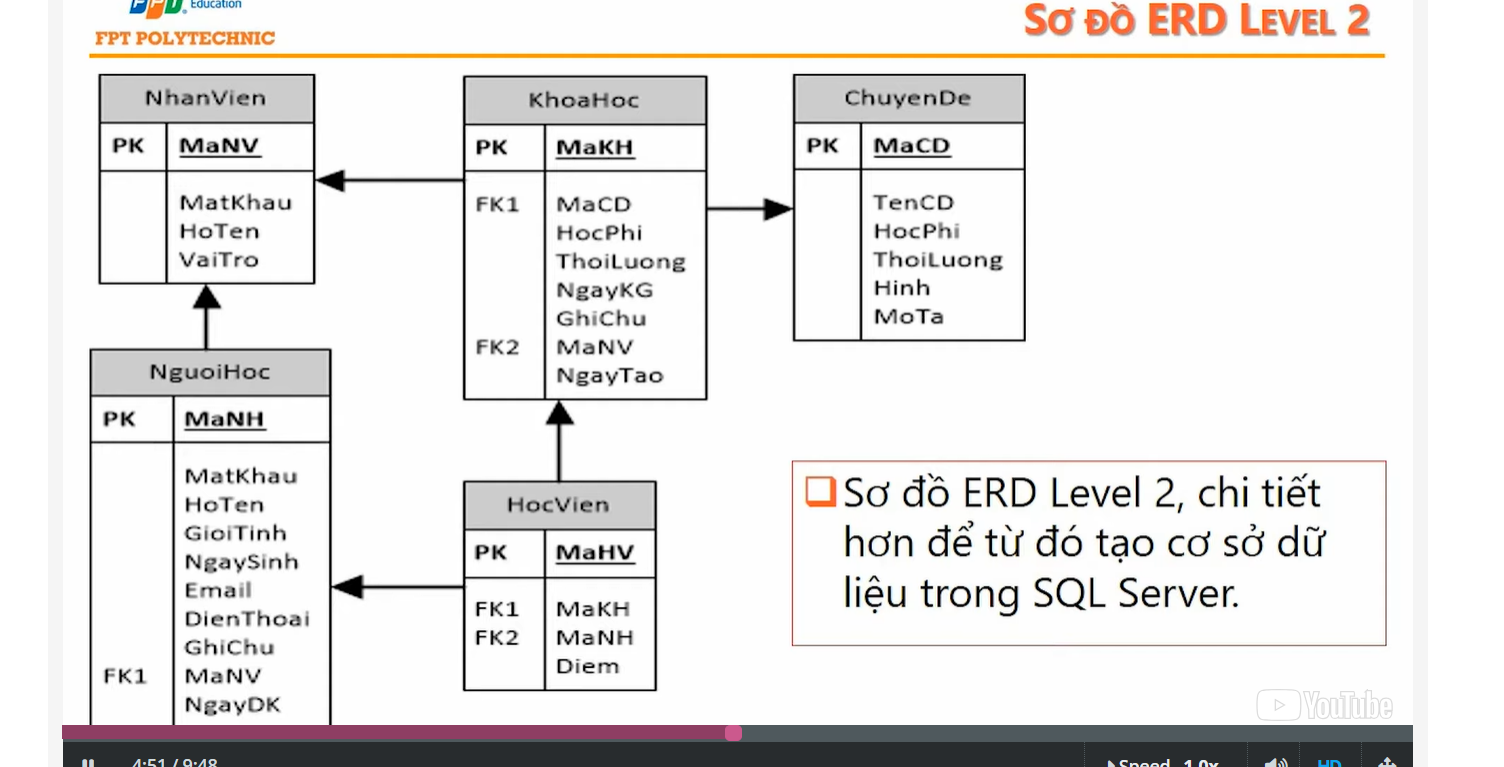 FPT Education
FPT POLYTECHNIC
SƠ ĐỒ ERD LEVEL 2
NhanVien
PK MaNV
MatKhau
HoTen
VaiTro
KhoaHoc
PK MaKH
FK1 MaCD
HocPhi
ThoiLuong
NgayKG
GhiChu
FK2 MaNV
NgayTao
ChuyenDe
PK MaCD
TenCD
HocPhi
ThoiLuong
Hinh
MoTa
NguoiHoc
PK MaNH
MatKhau
HoTen
GioiTinh
NgaySinh
Email
DienThoai
GhiChu
FK1 MaNV
NgayDK
HocVien
PK MaHV
FK1 MaKH
FK2 MaNH
Diem
Sơ đồ ERD Level 2, chi tiết
hơn để từ đó tạo cơ sở dữ
liệu trong SQL Server.
YouTube
4:51 / 9:48
Speed 1.0x
HD